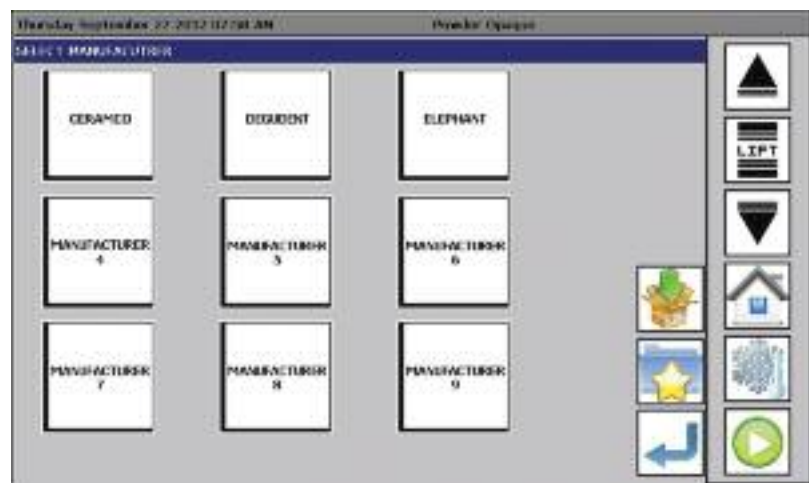 Thursday September 27 2012 07:58 AM
Powder Opaque
SELECT MANUFACUTRER
CERAMCO
DEGUDENT
ELEPHANT
MANUFACTURER
4
MANUFACTURER
5
MANUFACTURER
6
MANUFACTURER
7
MANUFACTURER
8
MANUFACTURER
9
LIFT